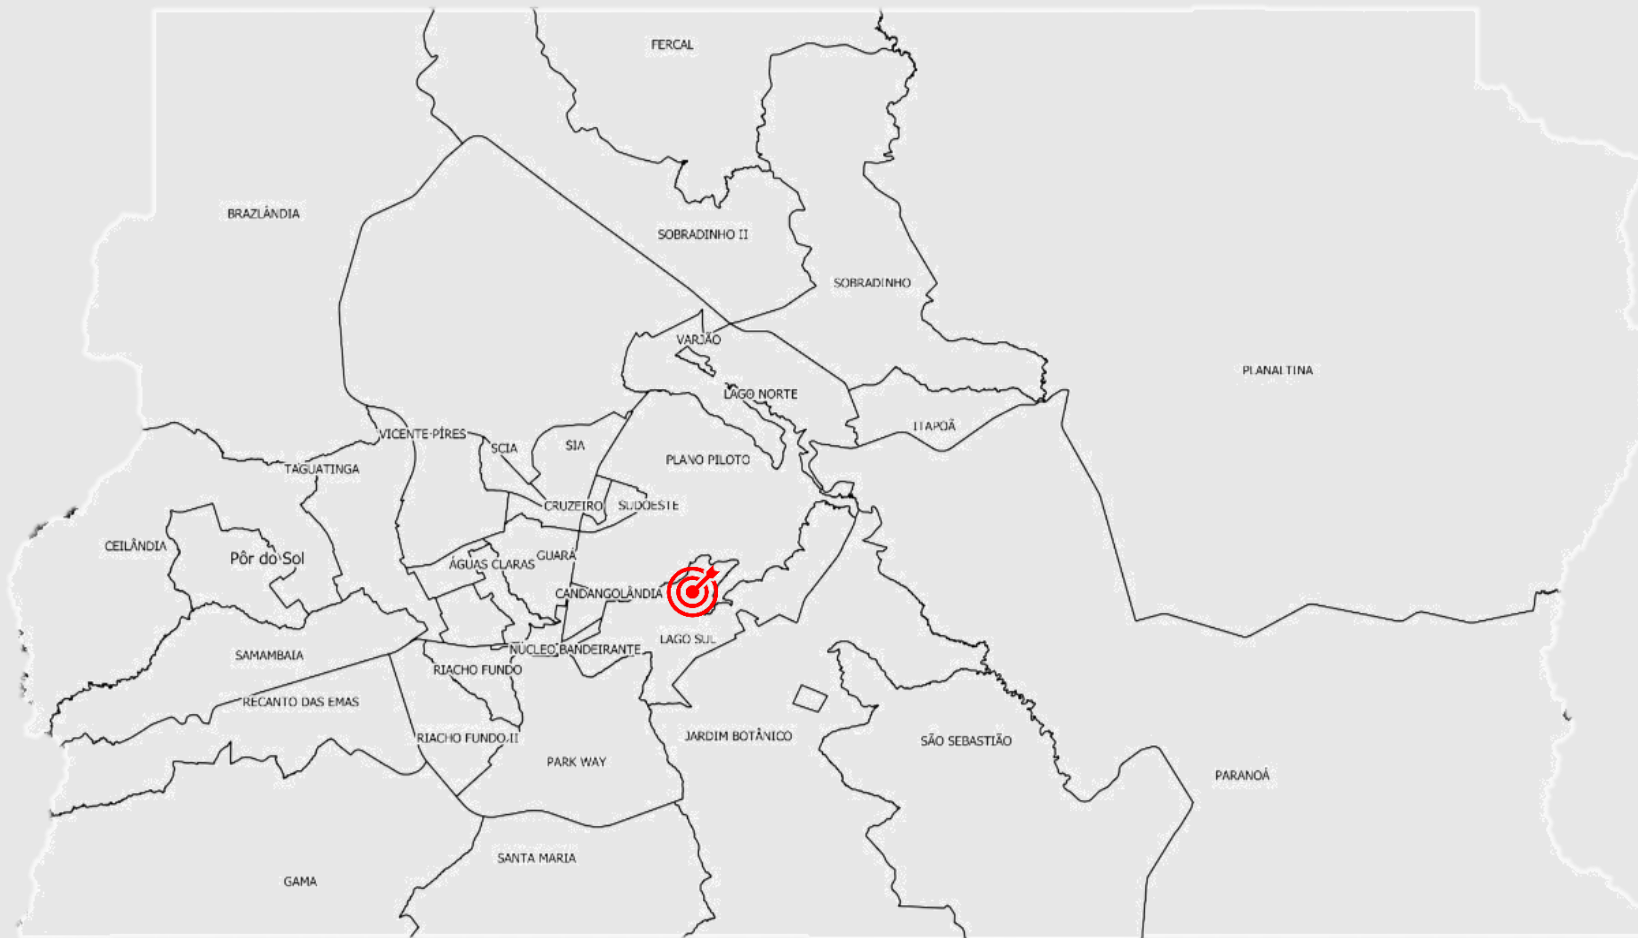 FERCAL
BRAZLÂNDIA
SOBRADINHO II
SOBRADINHO
VARJÃO
PLANALTINA
LAGO NORTE
ITAPOÃ
VICENTE PÍRES
SCIA
SIA
PLANO PILOTO
TAGUATINGA
CRUZEIRO
SUDOESTE
CEILÂNDIA
Pôr do Sol
ÁGUAS CLARAS
GUARÁ
CANDANGOLÂNDIA
LAGO SUL
NÚCLEO BANDEIRANTE
SAMAMBAIA
RIACHO FUNDO
RECANTO DAS EMAS
RIACHO FUNDO II
JARDIM BOTÂNICO
SÃO SEBASTIÃO
PARK WAY
PARANOÁ
SANTA MARIA
GAMA